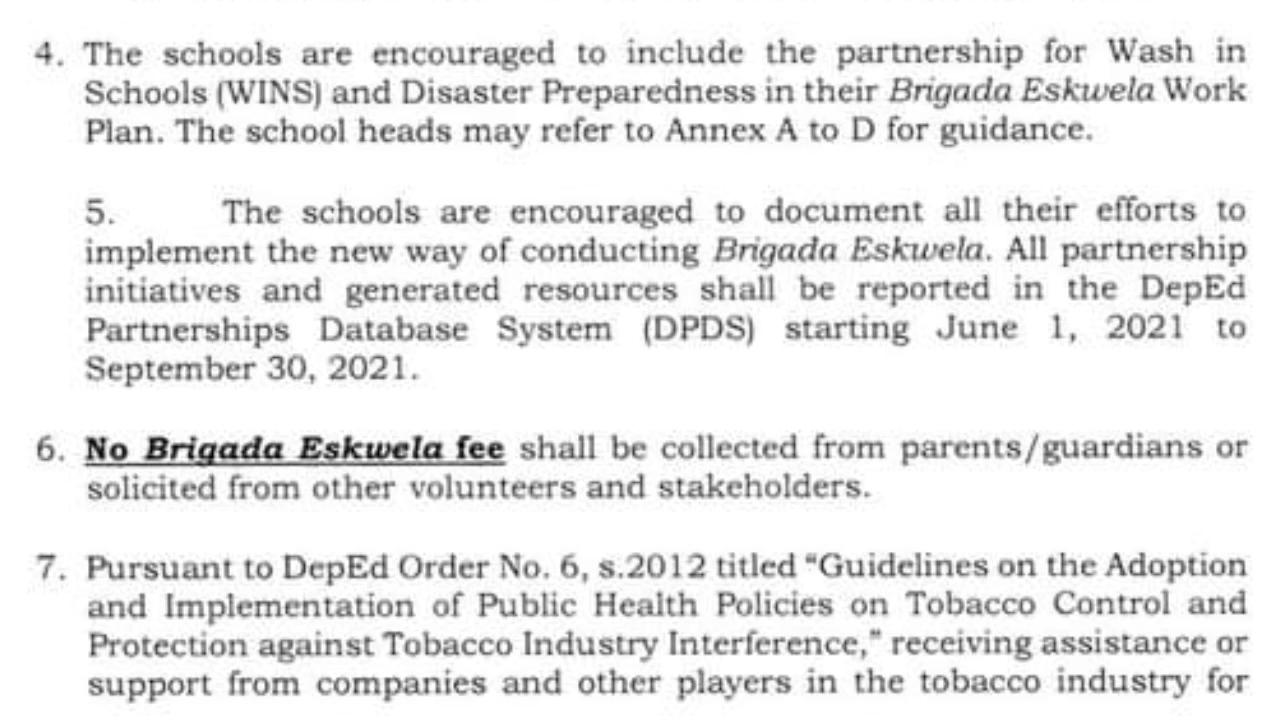 4. The schools are encouraged to include the partnership for Wash in
Schools (WINS) and Disaster Preparedness in their Brigada Eskwela Work
Plan. The school heads may refer to Annex A to D for guidance.
5. The schools are encouraged to document all their efforts to
implement the new way of conducting Brigada Eskwela. All partnership
initiatives and generated resources shall be reported in the DepEd
Partnerships Database System (DPDS) starting June 1, 2021 to
September 30, 2021.
6. No Brigada Eskwela fee shall be collected from parents/guardians or
solicited from other volunteers and stakeholders.
7. Pursuant to DepEd Order No. 6, s.2012 titled “Guidelines on the Adoption
and Implementation of Public Health Policies on Tobacco Control and
Protection against Tobacco Industry Interference,” receiving assistance or
support from companies and other players in the tobacco industry for